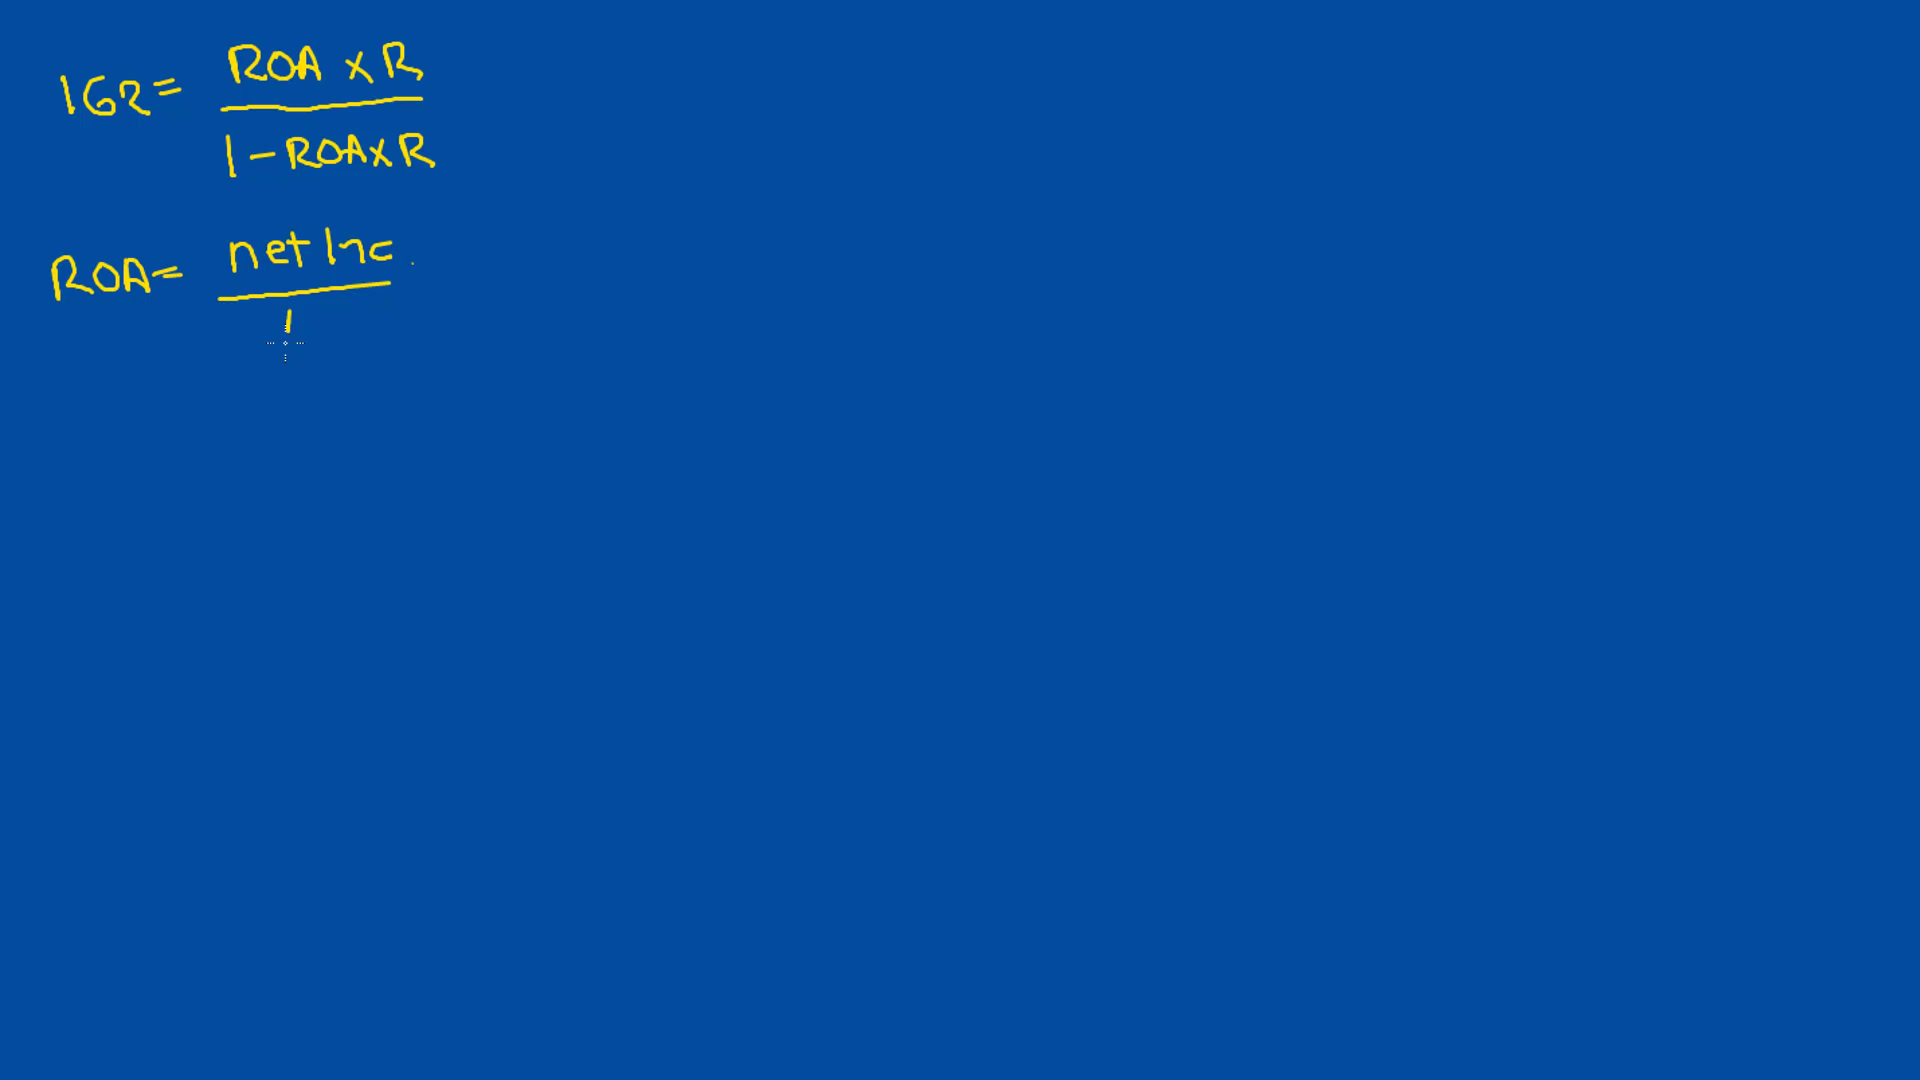 IGR = ROA x R
1 - ROA x R
ROA = net Inc.